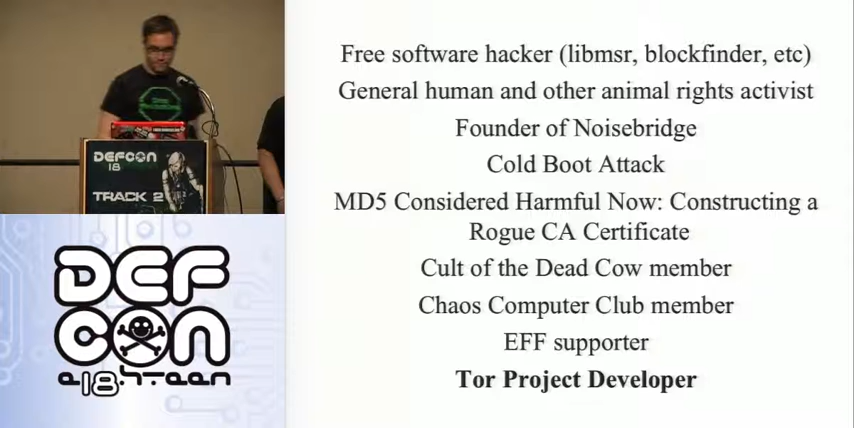 DEFCON
18
TRACK 2
DEF
CON
Free software hacker (libmsr, blockfinder, etc)
General human and other animal rights activist
Founder of Noisebridge
Cold Boot Attack
MD5 Considered Harmful Now: Constructing a
Rogue CA Certificate
Cult of the Dead Cow member
Chaos Computer Club member
EFF supporter
Tor Project Developer